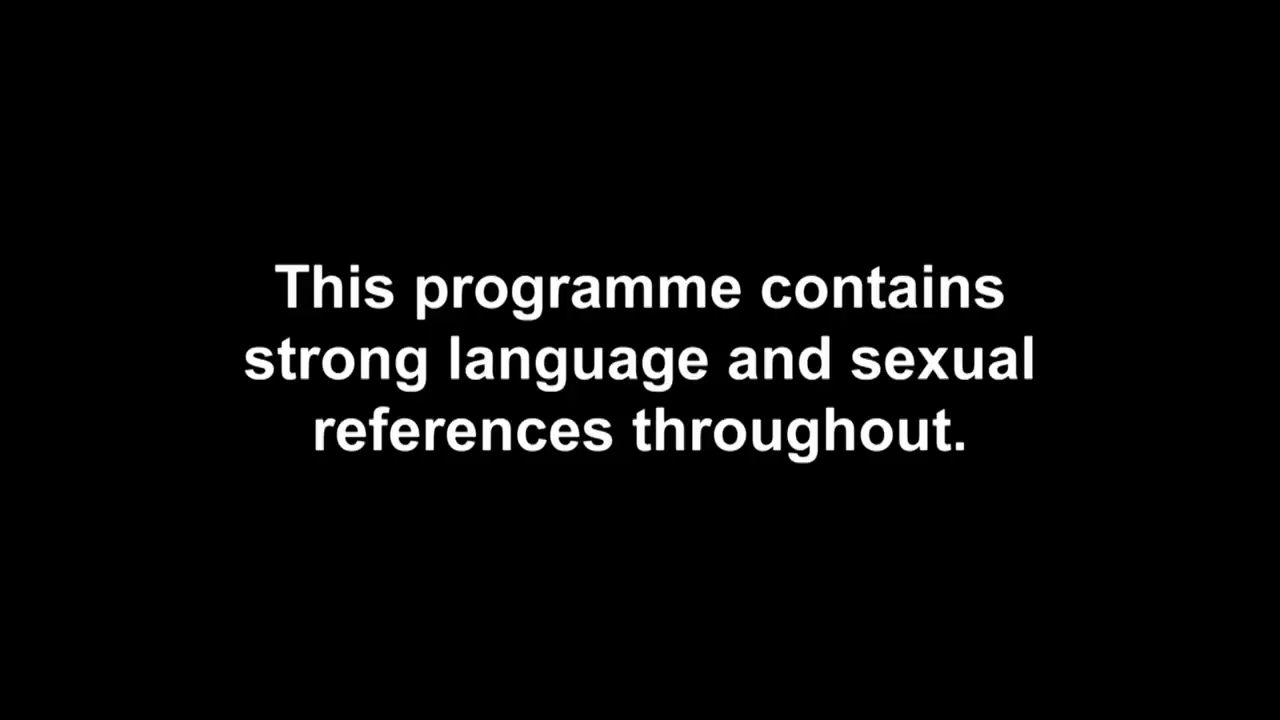 This programme contains
strong language and sexual
references throughout.